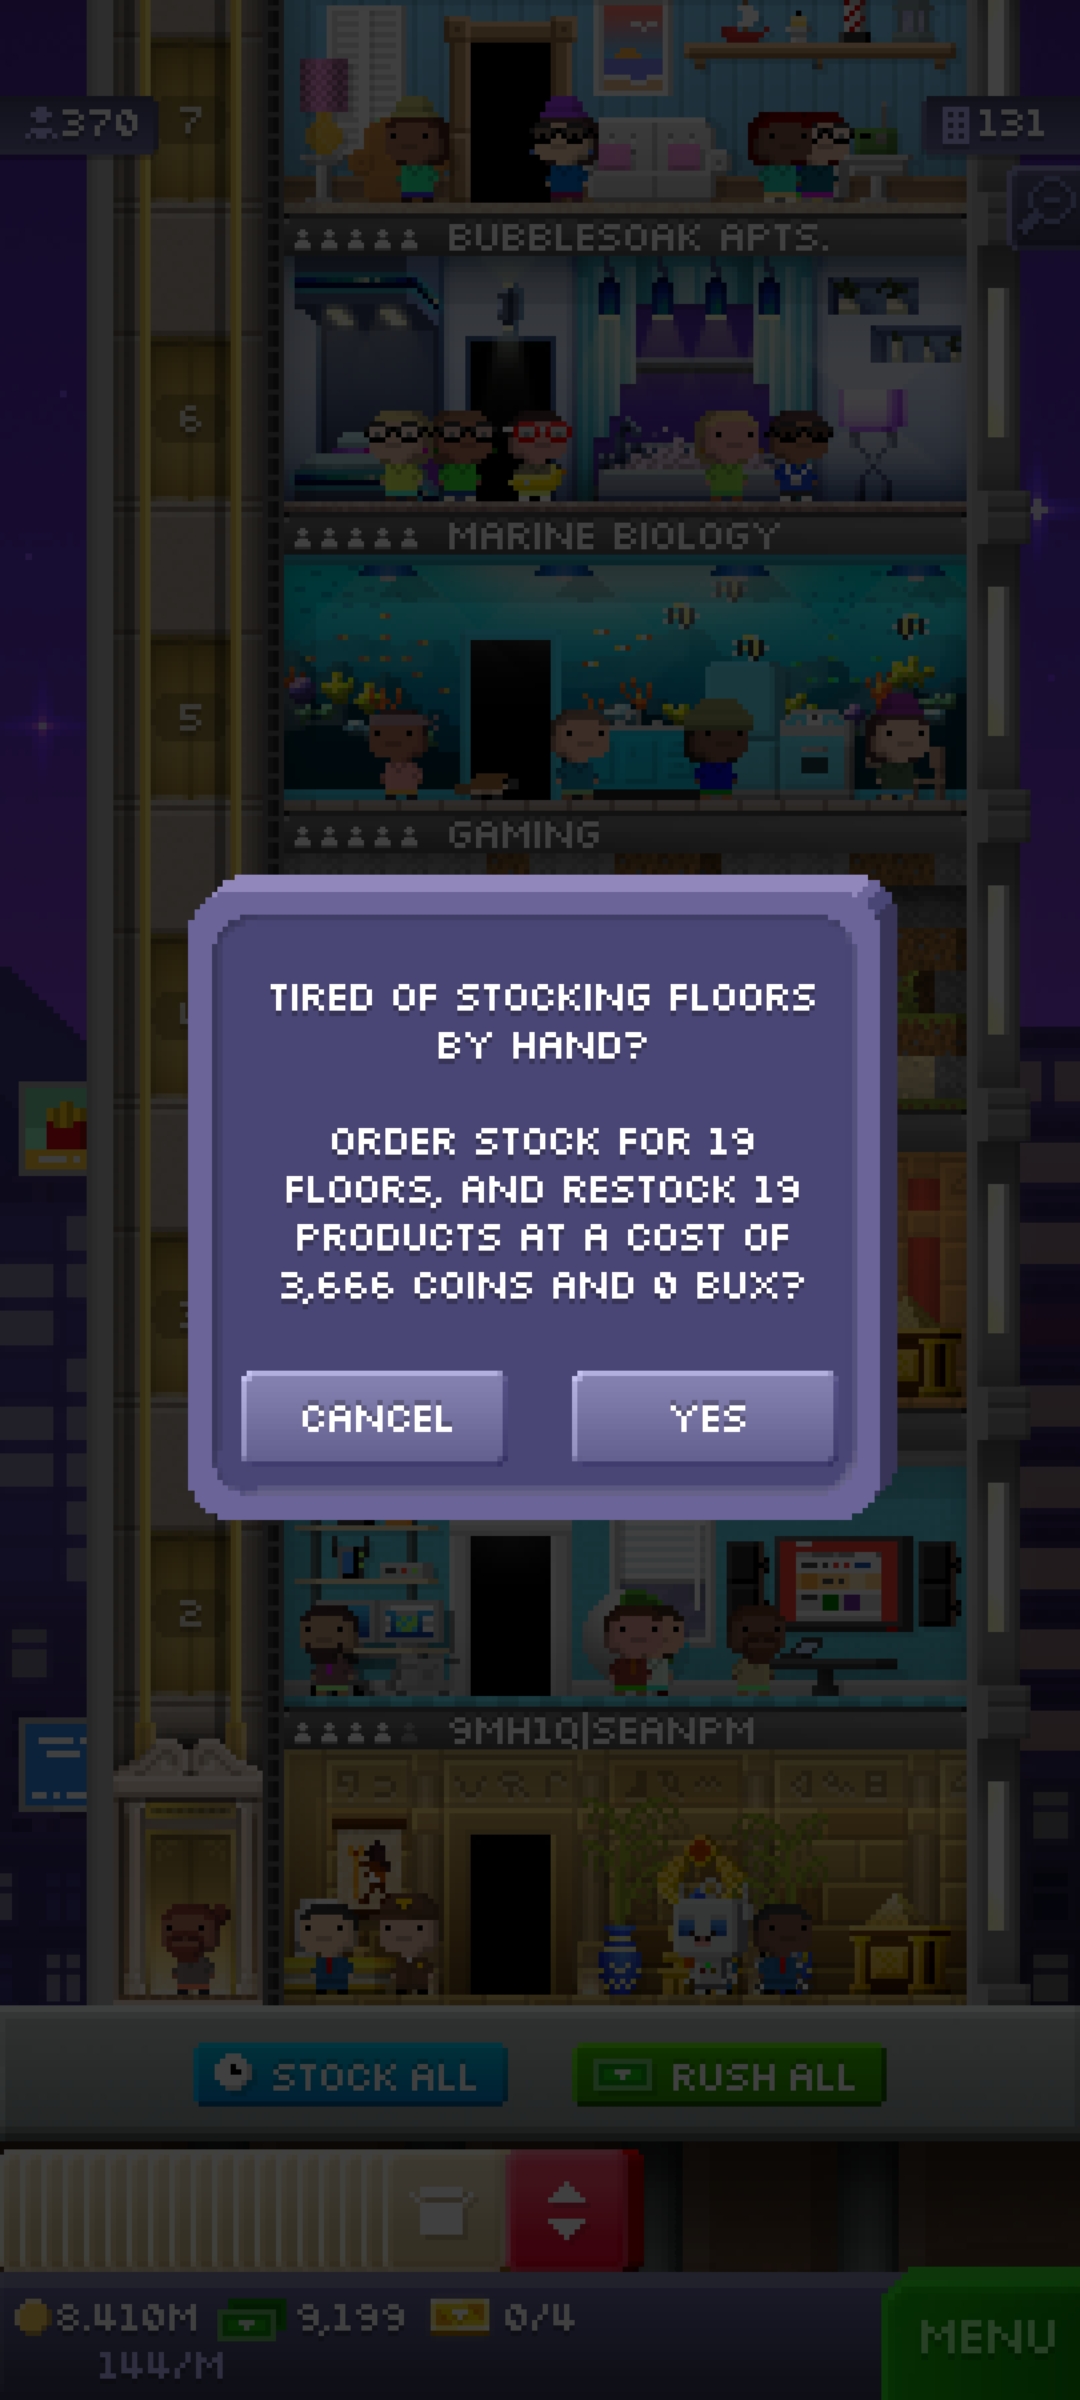 370
7
131
BUBBLESOAK APTS.
6
MARINE BIOLOGY
5
GAMING
TIRED OF STOCKING FLOORS
BY HAND?
ORDER STOCK FOR 19
FLOORS, AND RESTOCK 19
PRODUCTS AT A COST OF
3,666 COINS AND 0 BUX?
CANCEL
YES
2
9MH1Q|SEANPM
STOCK ALL
RUSH ALL
8.410M
9,199
0/4
144/M
MENU